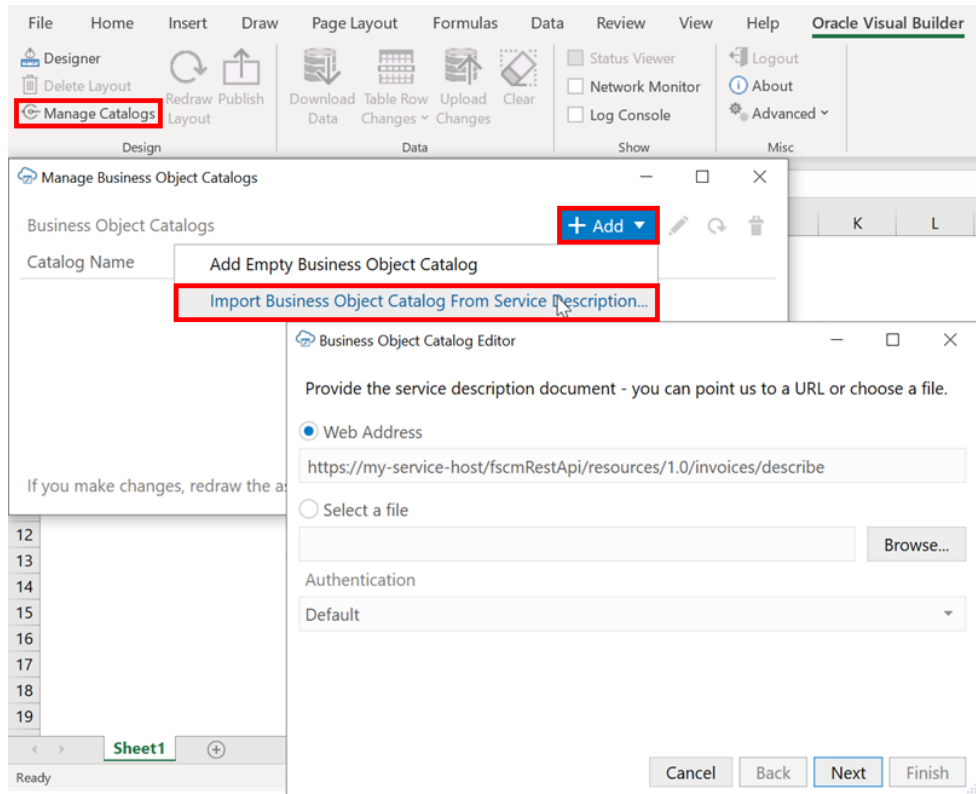 File Home Insert Draw Page Layout Formulas Data Review View Help Oracle Visual Builder
Designer
Delete Layout
Manage Catalogs
Redraw Layout
Publish
Design
Download Data
Table Row Changes
Upload Changes
Clear
Data
Status Viewer
Network Monitor
Log Console
Show
Logout
About
Advanced
Misc
Manage Business Object Catalogs
K L
Business Object Catalogs
Add
Catalog Name
Add Empty Business Object Catalog
Import Business Object Catalog From Service Description...
If you make changes, redraw the
Business Object Catalog Editor
Provide the service description document - you can point us to a URL or choose a file.
Web Address
https://my-service-host/fscmRestApi/resources/1.0/invoices/describe
Select a file
Browse...
Authentication
Default
Cancel Back Next Finish
12
13
14
15
16
17
18
19
Sheet1
Ready